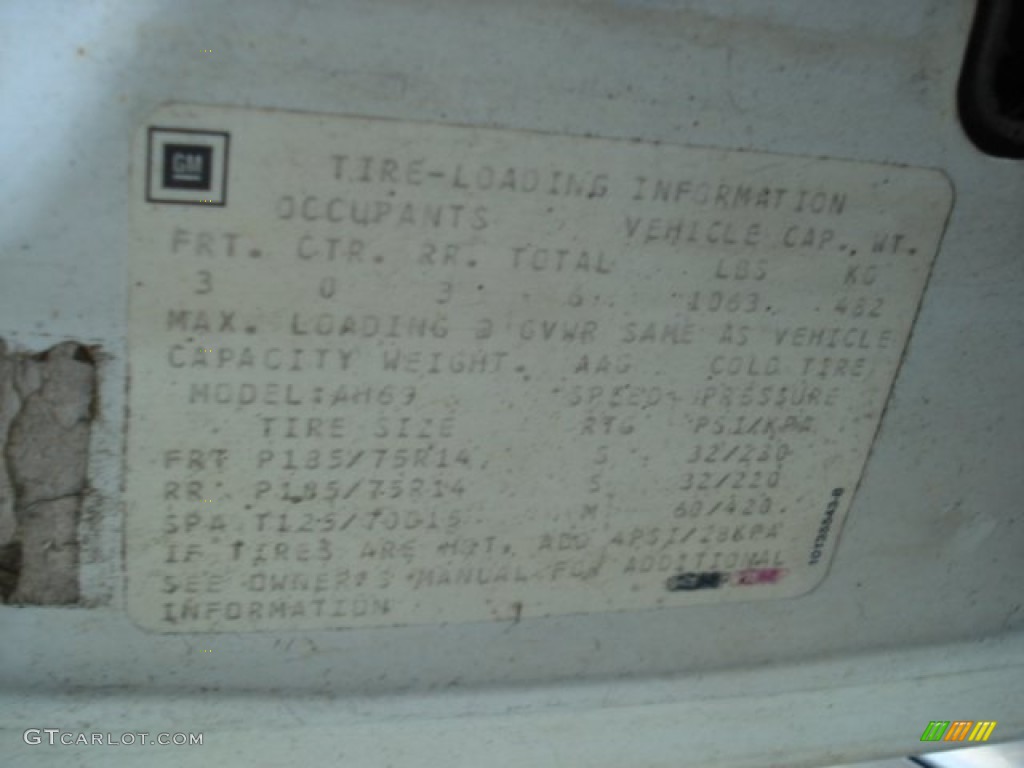 GM
TIRE-LOADING INFORMATION
OCCUPANTS VEHICLE CAP. WT.
FRT. CTR. RR. TOTAL LBS KG
3 0 3 6 1063 482
MAX. LOADING & GVWR SAME AS VEHICLE
CAPACITY WEIGHT. AAG COLD TIRE
MODEL:AH69 SPEED PRESSURE
TIRE SIZE RTG PSI/KPA
FRT P185/75R14 S 32/220
RR P185/75R14 S 32/220
SPA T125/70D15 M 60/420
IF TIRES ARE HOT, ADD 4PSI/28KPA
SEE OWNER'S MANUAL FOR ADDITIONAL
INFORMATION
GTCARLOT.COM